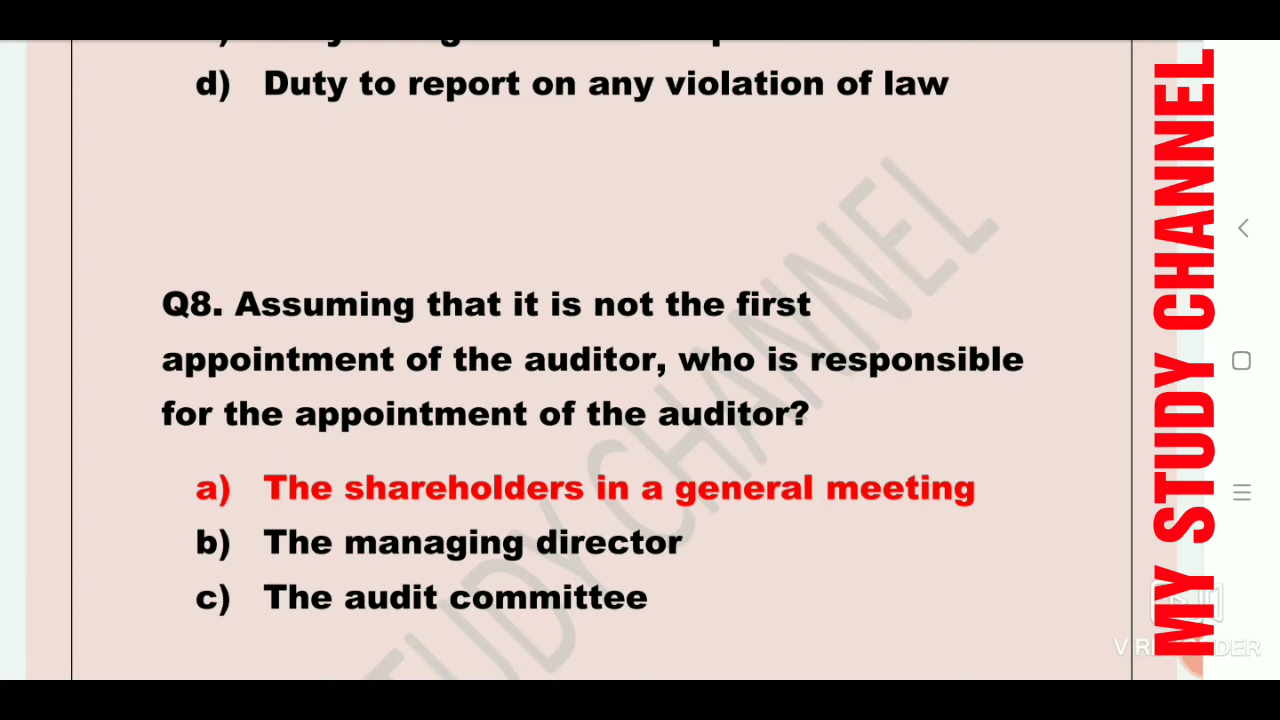 d) Duty to report on any violation of law
Q8. Assuming that it is not the first
appointment of the auditor, who is responsible
for the appointment of the auditor?
a) The shareholders in a general meeting
b) The managing director
c) The audit committee
STUDY CHANNEL
MY STUDY CHANNEL